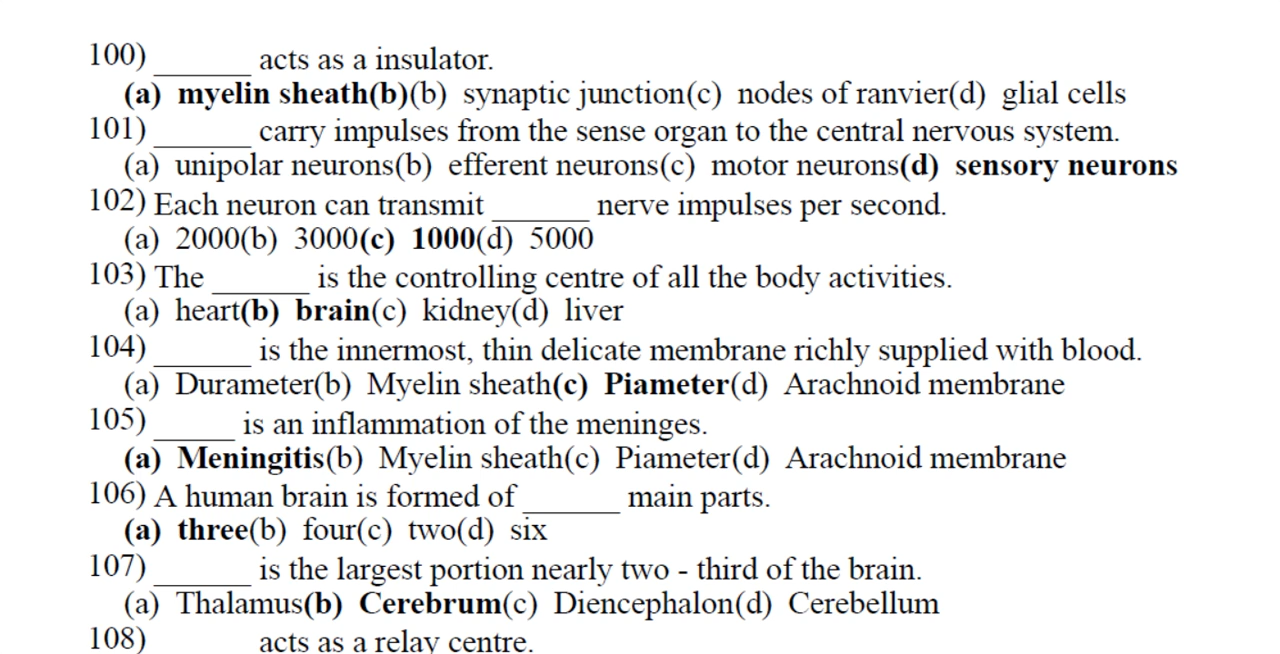 100) ______ acts as a insulator.
(a) myelin sheath(b)(b) synaptic junction(c) nodes of ranvier(d) glial cells
101) ______ carry impulses from the sense organ to the central nervous system.
(a) unipolar neurons(b) efferent neurons(c) motor neurons(d) sensory neurons
102) Each neuron can transmit ______ nerve impulses per second.
(a) 2000(b) 3000(c) 1000(d) 5000
103) The ______ is the controlling centre of all the body activities.
(a) heart(b) brain(c) kidney(d) liver
104) ______ is the innermost, thin delicate membrane richly supplied with blood.
(a) Durameter(b) Myelin sheath(c) Piameter(d) Arachnoid membrane
105) _____ is an inflammation of the meninges.
(a) Meningitis(b) Myelin sheath(c) Piameter(d) Arachnoid membrane
106) A human brain is formed of ______ main parts.
(a) three(b) four(c) two(d) six
107) ______ is the largest portion nearly two - third of the brain.
(a) Thalamus(b) Cerebrum(c) Diencephalon(d) Cerebellum
108) acts as a relay centre.